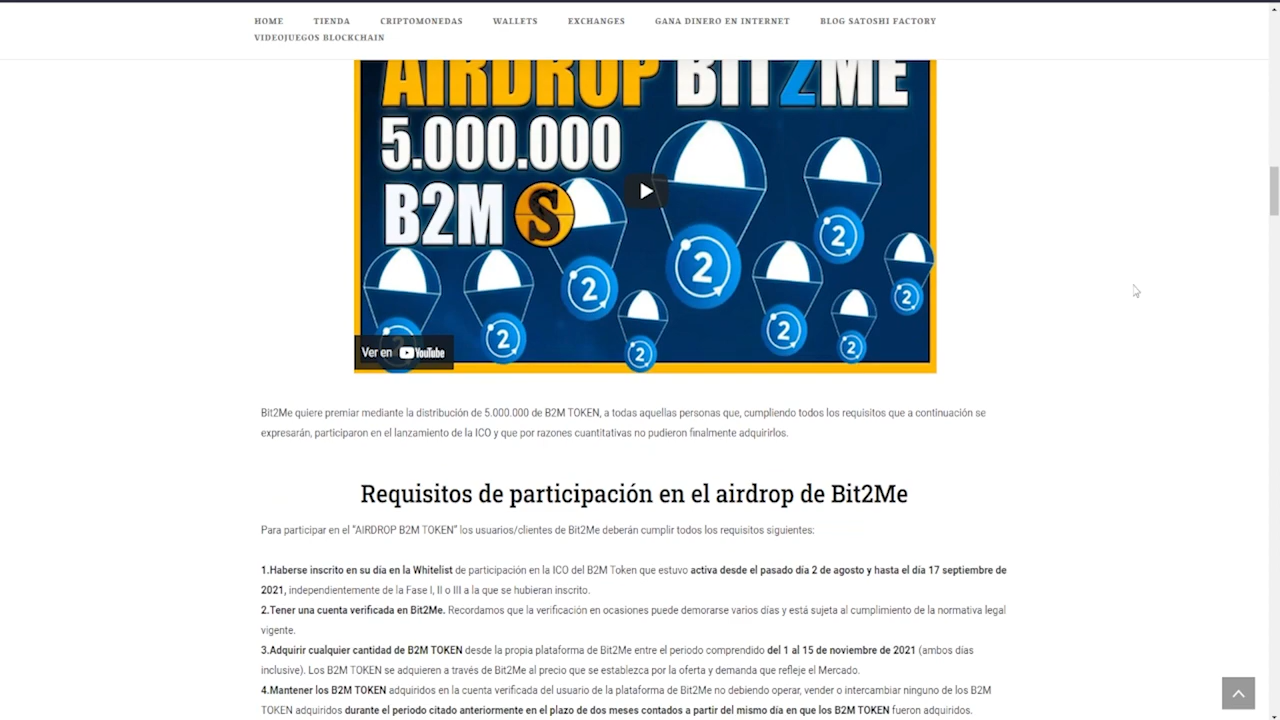 HOME TIENDA CRIPTOMONEDAS WALLETS EXCHANGES GANA DINERO EN INTERNET BLOG SATOSHI FACTORY
VIDEOJUEGOS BLOCKCHAIN
AIRDROP BIT2ME
5.000.000
B2M S
2 2 2 2 2 2 2 2
Ver en YouTube
Bit2Me quiere premiar mediante la distribución de 5.000.000 de B2M TOKEN, a todas aquellas personas que, cumpliendo todos los requisitos que a continuación se
expresarán, participaron en el lanzamiento de la ICO y que por razones cuantitativas no pudieron finalmente adquirirlos.
Requisitos de participación en el airdrop de Bit2Me
Para participar en el “AIRDROP B2M TOKEN” los usuarios/clientes de Bit2Me deberán cumplir todos los requisitos siguientes:
1.Haberse inscrito en su día en la Whitelist de participación en la ICO del B2M Token que estuvo activa desde el pasado día 2 de agosto y hasta el día 17 septiembre de
2021, independientemente de la Fase I, II o III a la que se hubieran inscrito.
2.Tener una cuenta verificada en Bit2Me. Recordamos que la verificación en ocasiones puede demorarse varios días y está sujeta al cumplimiento de la normativa legal
vigente.
3.Adquirir cualquier cantidad de B2M TOKEN desde la propia plataforma de Bit2Me entre el periodo comprendido del 1 al 15 de noviembre de 2021 (ambos días
inclusive). Los B2M TOKEN se adquieren a través de Bit2Me al precio que se establezca por la oferta y demanda que refleje el Mercado.
4.Mantener los B2M TOKEN adquiridos en la cuenta verificada del usuario de la plataforma de Bit2Me no debiendo operar, vender o intercambiar ninguno de los B2M
TOKEN adquiridos durante el periodo citado anteriormente en el plazo de dos meses contados a partir del mismo día en que los B2M TOKEN fueron adquiridos.